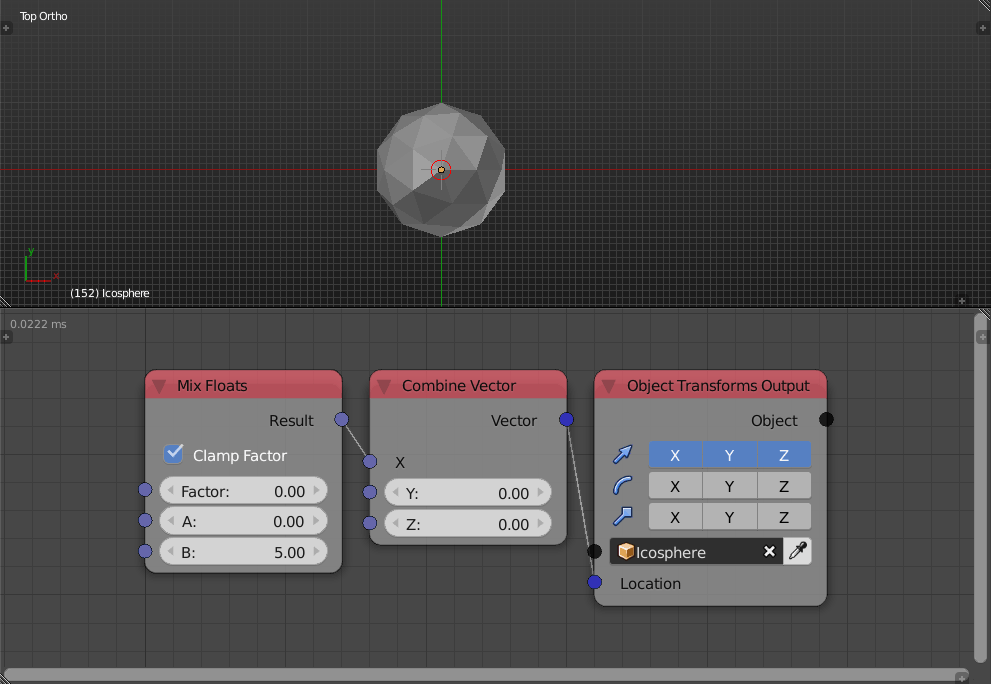 Top Ortho
y
x
(152) Icosphere
0.0222 ms
Mix Floats
Result
Clamp Factor
Factor: 0.00
A: 0.00
B: 5.00
Combine Vector
Vector
X
Y: 0.00
Z: 0.00
Object Transforms Output
Object
X Y Z
X Y Z
X Y Z
Icosphere
Location